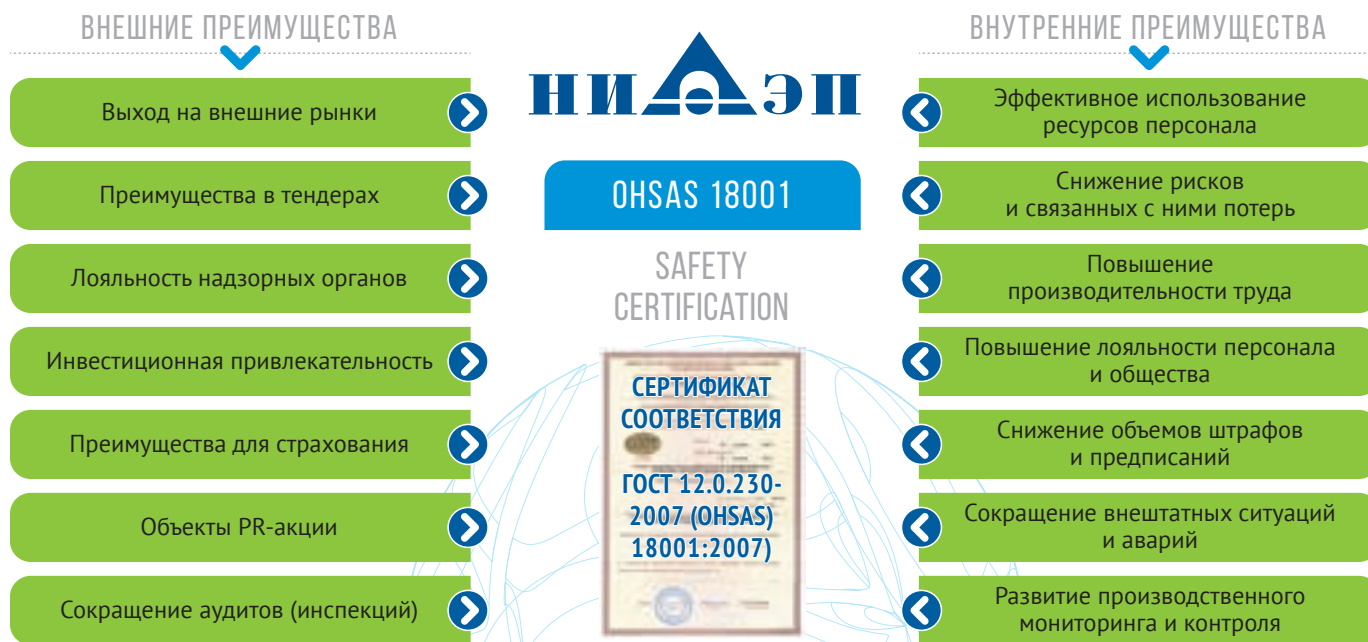 ВНЕШНИЕ ПРЕИМУЩЕСТВА
Выход на внешние рынки
Преимущества в тендерах
Лояльность надзорных органов
Инвестиционная привлекательность
Преимущества для страхования
Объекты PR-акции
Сокращение аудитов (инспекций)
НИАЭП
OHSAS 18001
SAFETY
CERTIFICATION
СЕРТИФИКАТ
СООТВЕТСТВИЯ
ГОСТ 12.0.230-
2007 (OHSAS)
18001:2007)
ВНУТРЕННИЕ ПРЕИМУЩЕСТВА
Эффективное использование
ресурсов персонала
Снижение рисков
и связанных с ними потерь
Повышение
производительности труда
Повышение лояльности персонала
и общества
Снижение объемов штрафов
и предписаний
Сокращение внештатных ситуаций
и аварий
Развитие производственного
мониторинга и контроля